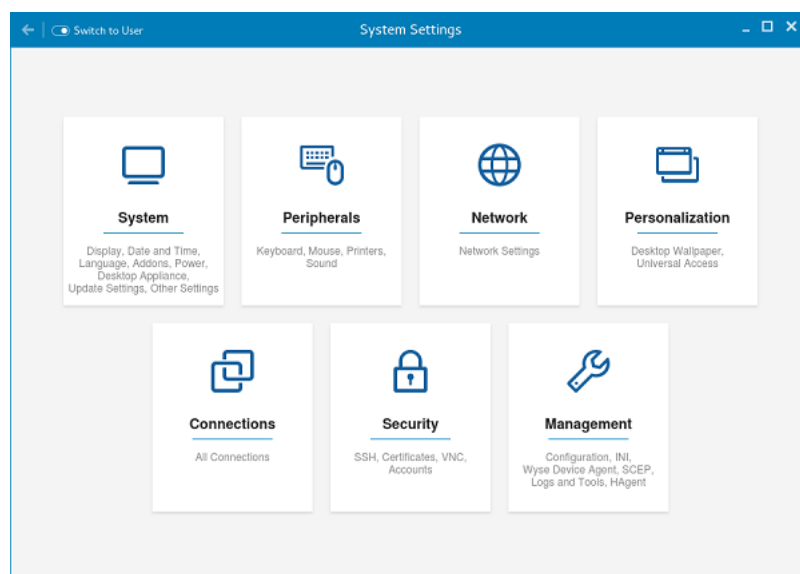 Switch to User
System Settings
System
Display, Date and Time,
Language, Addons, Power,
Desktop Appliance,
Update Settings, Other Settings
Peripherals
Keyboard, Mouse, Printers,
Sound
Network
Network Settings
Personalization
Desktop Wallpaper,
Universal Access
Connections
All Connections
Security
SSH, Certificates, VNC,
Accounts
Management
Configuration, INI,
Wyse Device Agent, SCEP,
Logs and Tools, HAgent